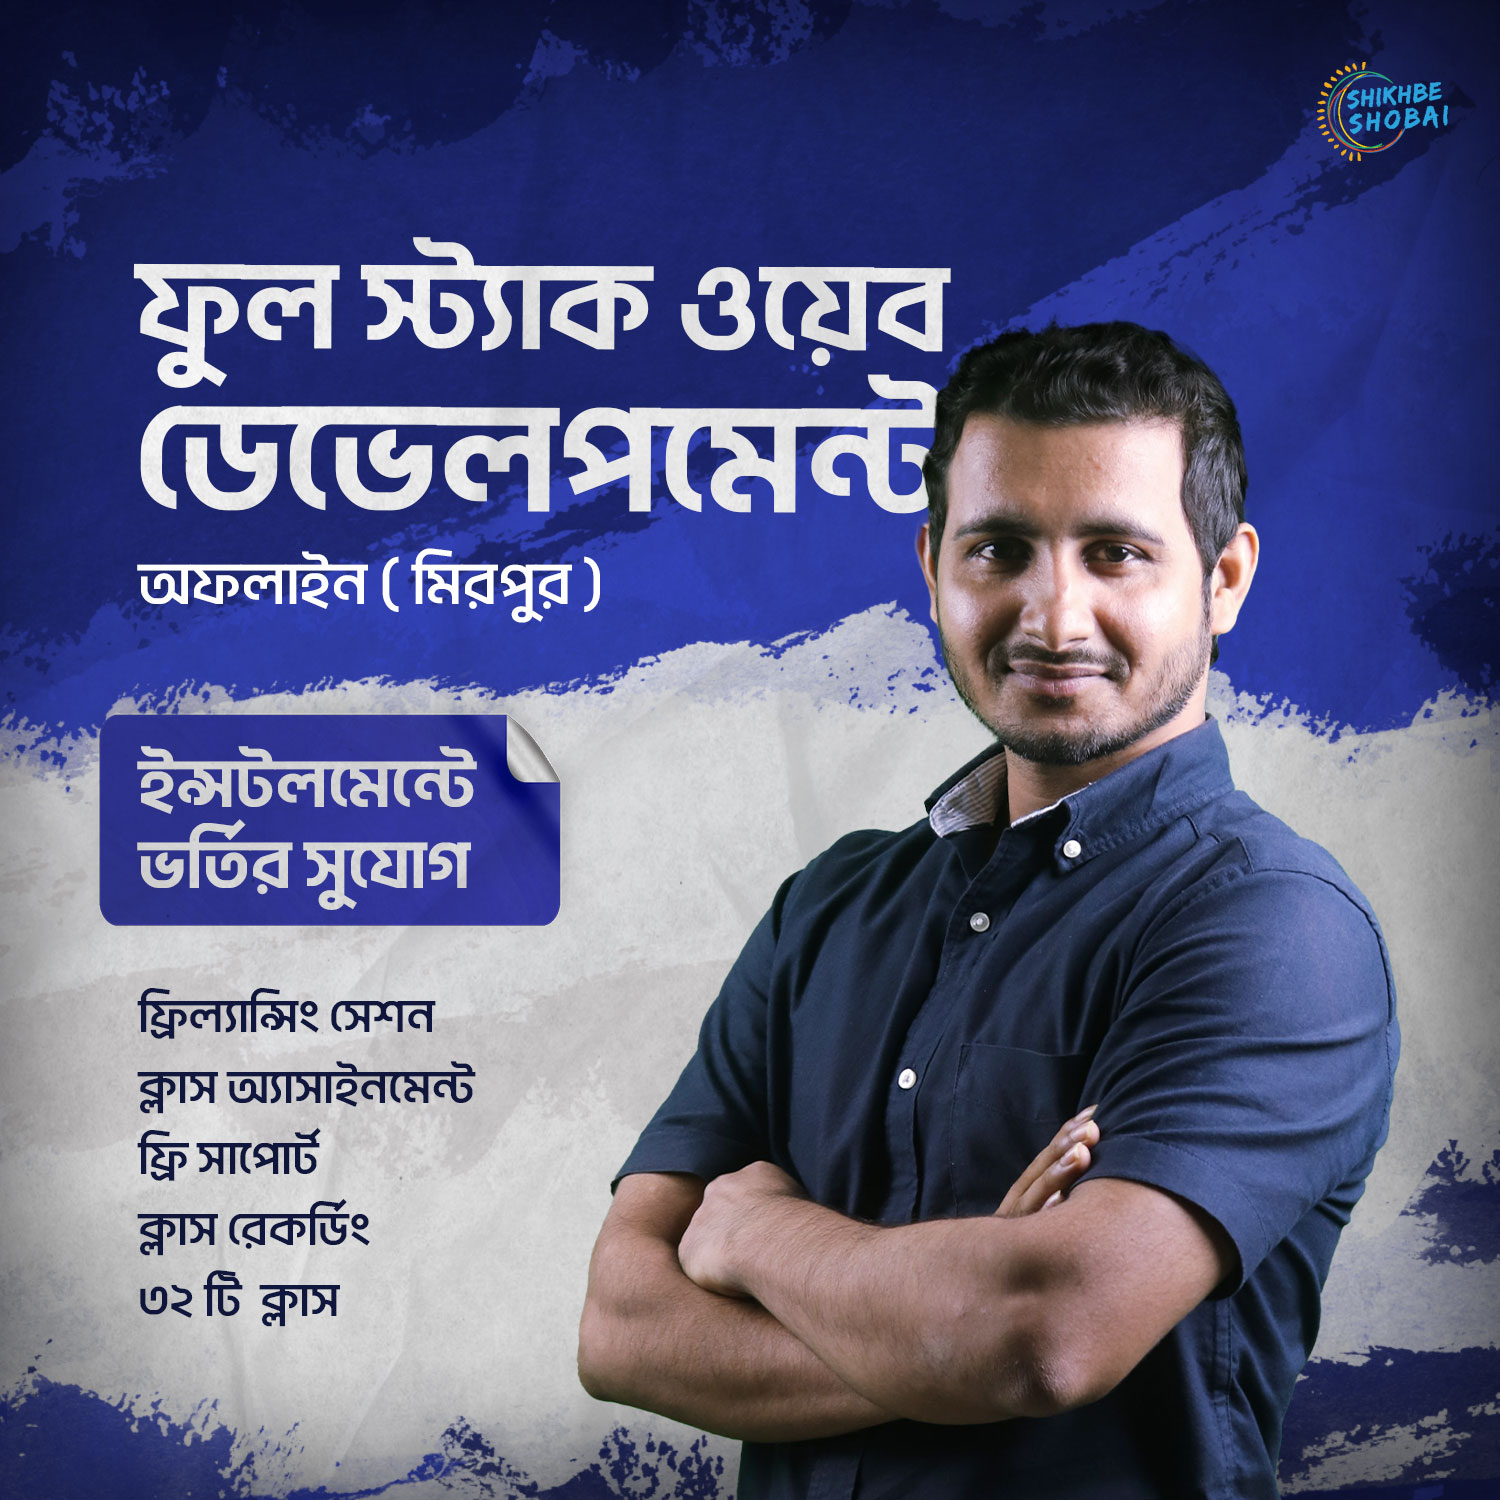 SHIKHBE
SHOBAI
ফুল স্ট্যাক ওয়েব
ডেভেলপমেন্ট
অফলাইন ( মিরপুর )
ইন্সটলমেন্টে
ভর্তির সুযোগ
ফ্রিল্যান্সিং সেশন
ক্লাস অ্যাসাইনমেন্ট
ফ্রি সাপোর্ট
ক্লাস রেকর্ডিং
৩২ টি ক্লাস